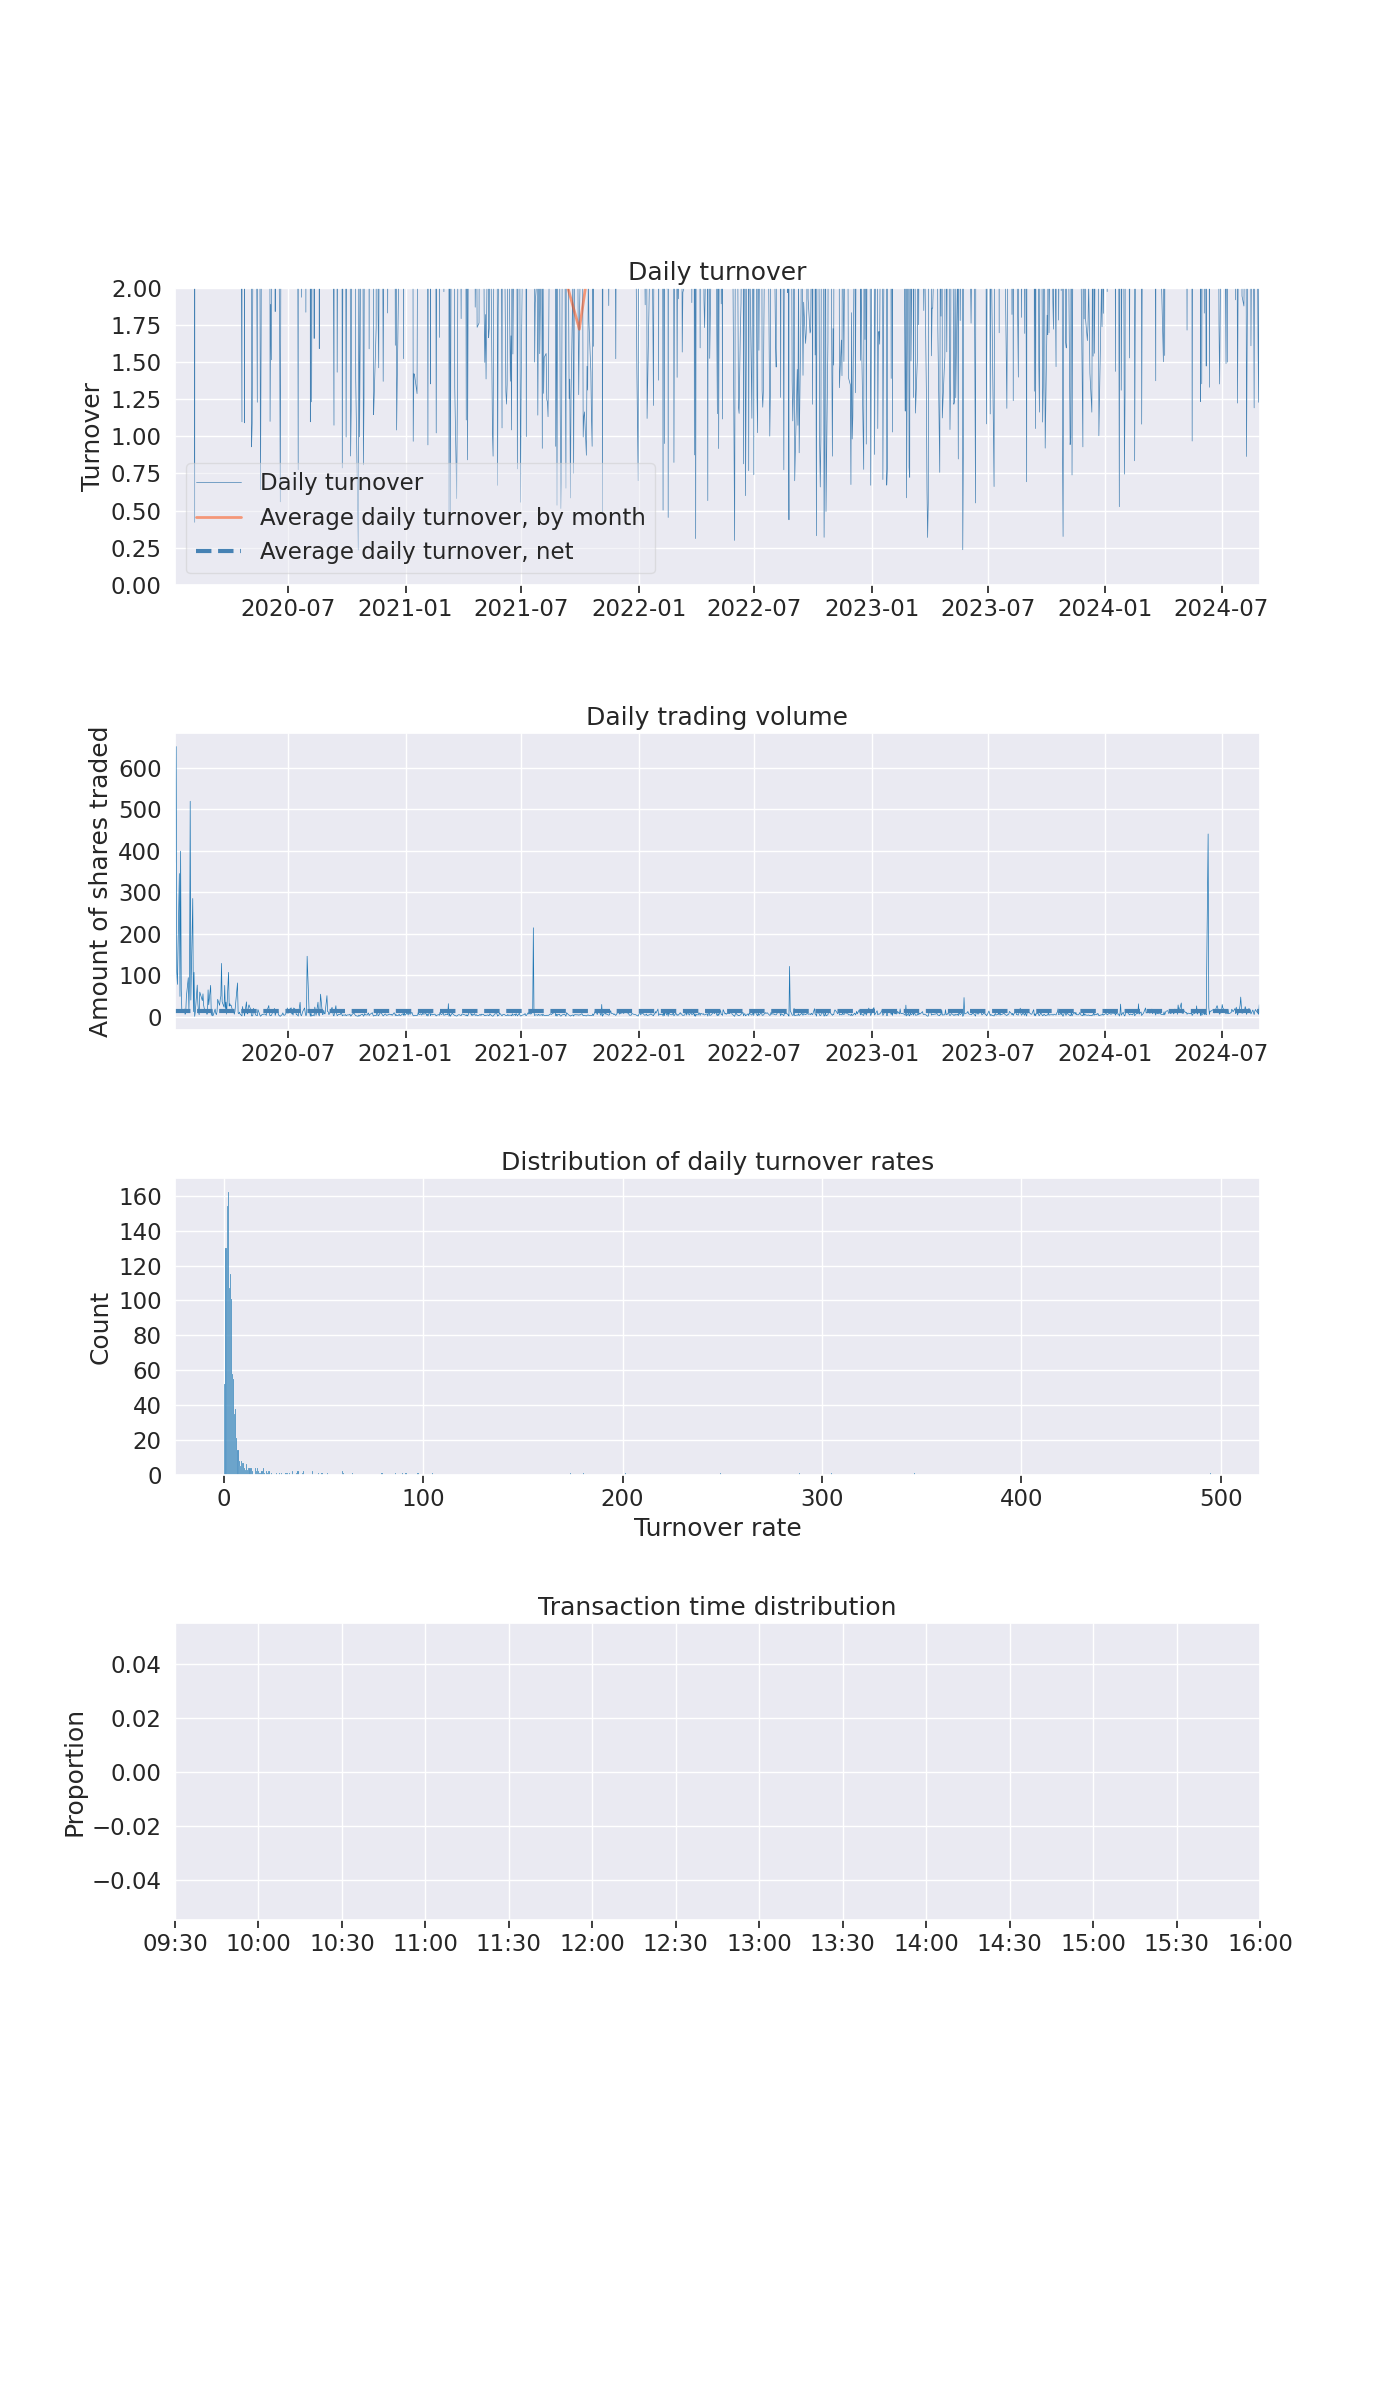 Daily turnover
Turnover
2.00
1.75
1.50
1.25
1.00
0.75
0.50
0.25
0.00
Daily turnover
Average daily turnover, by month
Average daily turnover, net
2020-07 2021-01 2021-07 2022-01 2022-07 2023-01 2023-07 2024-01 2024-07
Daily trading volume
Amount of shares traded
600
500
400
300
200
100
0
2020-07 2021-01 2021-07 2022-01 2022-07 2023-01 2023-07 2024-01 2024-07
Distribution of daily turnover rates
Count
160
140
120
100
80
60
40
20
0
0 100 200 300 400 500
Turnover rate
Transaction time distribution
Proportion
0.04
0.02
0.00
−0.02
−0.04
09:30 10:00 10:30 11:00 11:30 12:00 12:30 13:00 13:30 14:00 14:30 15:00 15:30 16:00